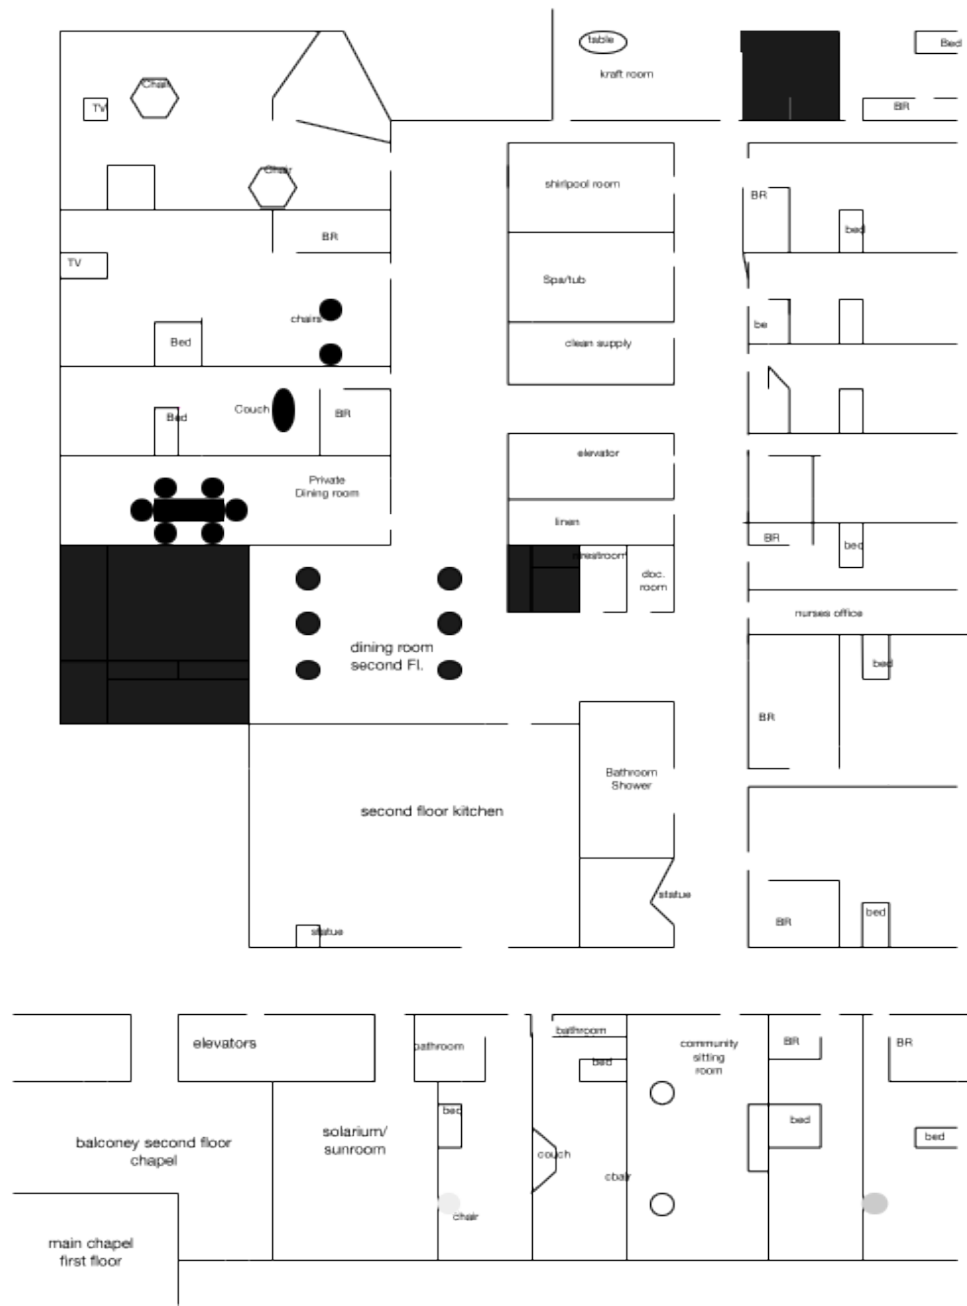 table
Bed
kraft room
Chair
TV
BR
shirlpool room
Chair
BR
BR
bed
TV
Spa/tub
chairs
be
Bed
clean supply
Couch
Bed
BR
elevator
Private
Dining room
linen
BR
bed
restroom
doc.
room
nurses office
dining room
second Fl.
bed
BR
Bathroom
Shower
second floor kitchen
statue
bed
BR
statue
elevators
bathroom
bathroom
community
sitting
room
BR
BR
bed
bed
bed
bed
balconey second floor
chapel
solarium/
sunroom
couch
chair
chair
main chapel
first floor